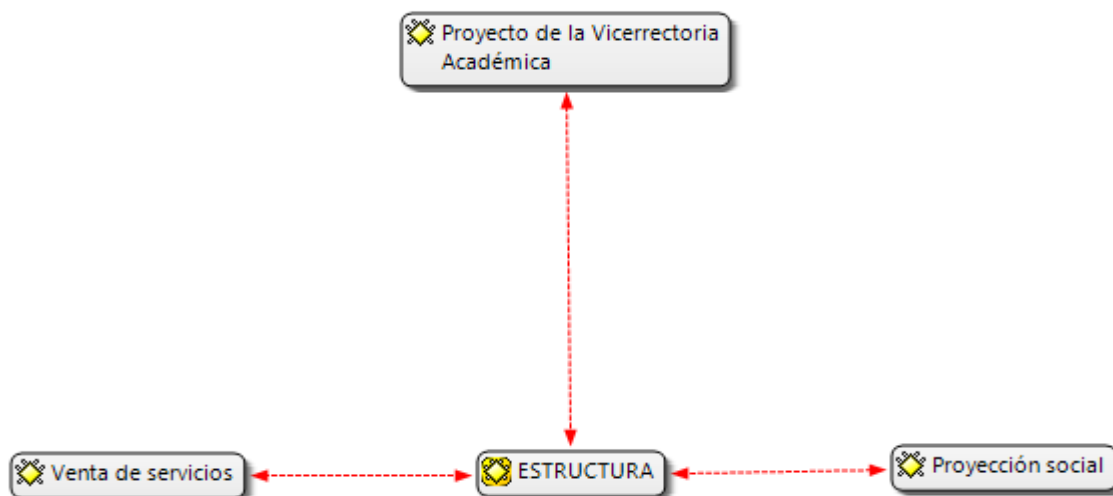 Proyecto de la Vicerrectoria
Académica
Venta de servicios
ESTRUCTURA
Proyección social